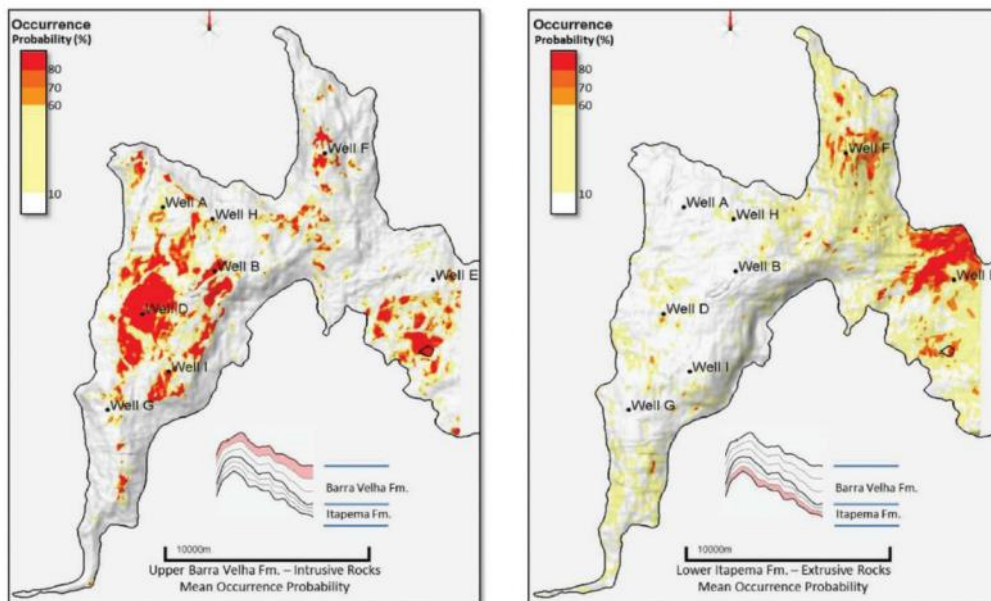 Occurrence
Probability (%)
80
70
60
10
Well F
Well A
Well H
Well B
Well E
Well D
Well I
Well G
Barra Velha Fm.
Itapema Fm.
10000m
Upper Barra Velha Fm. – Intrusive Rocks
Mean Occurrence Probability
Occurrence
Probability (%)
80
70
60
10
Well F
Well A
Well H
Well B
Well
Well D
Well I
Well G
Barra Velha Fm.
Itapema Fm.
10000m
Lower Itapema Fm. – Extrusive Rocks
Mean Occurrence Probability